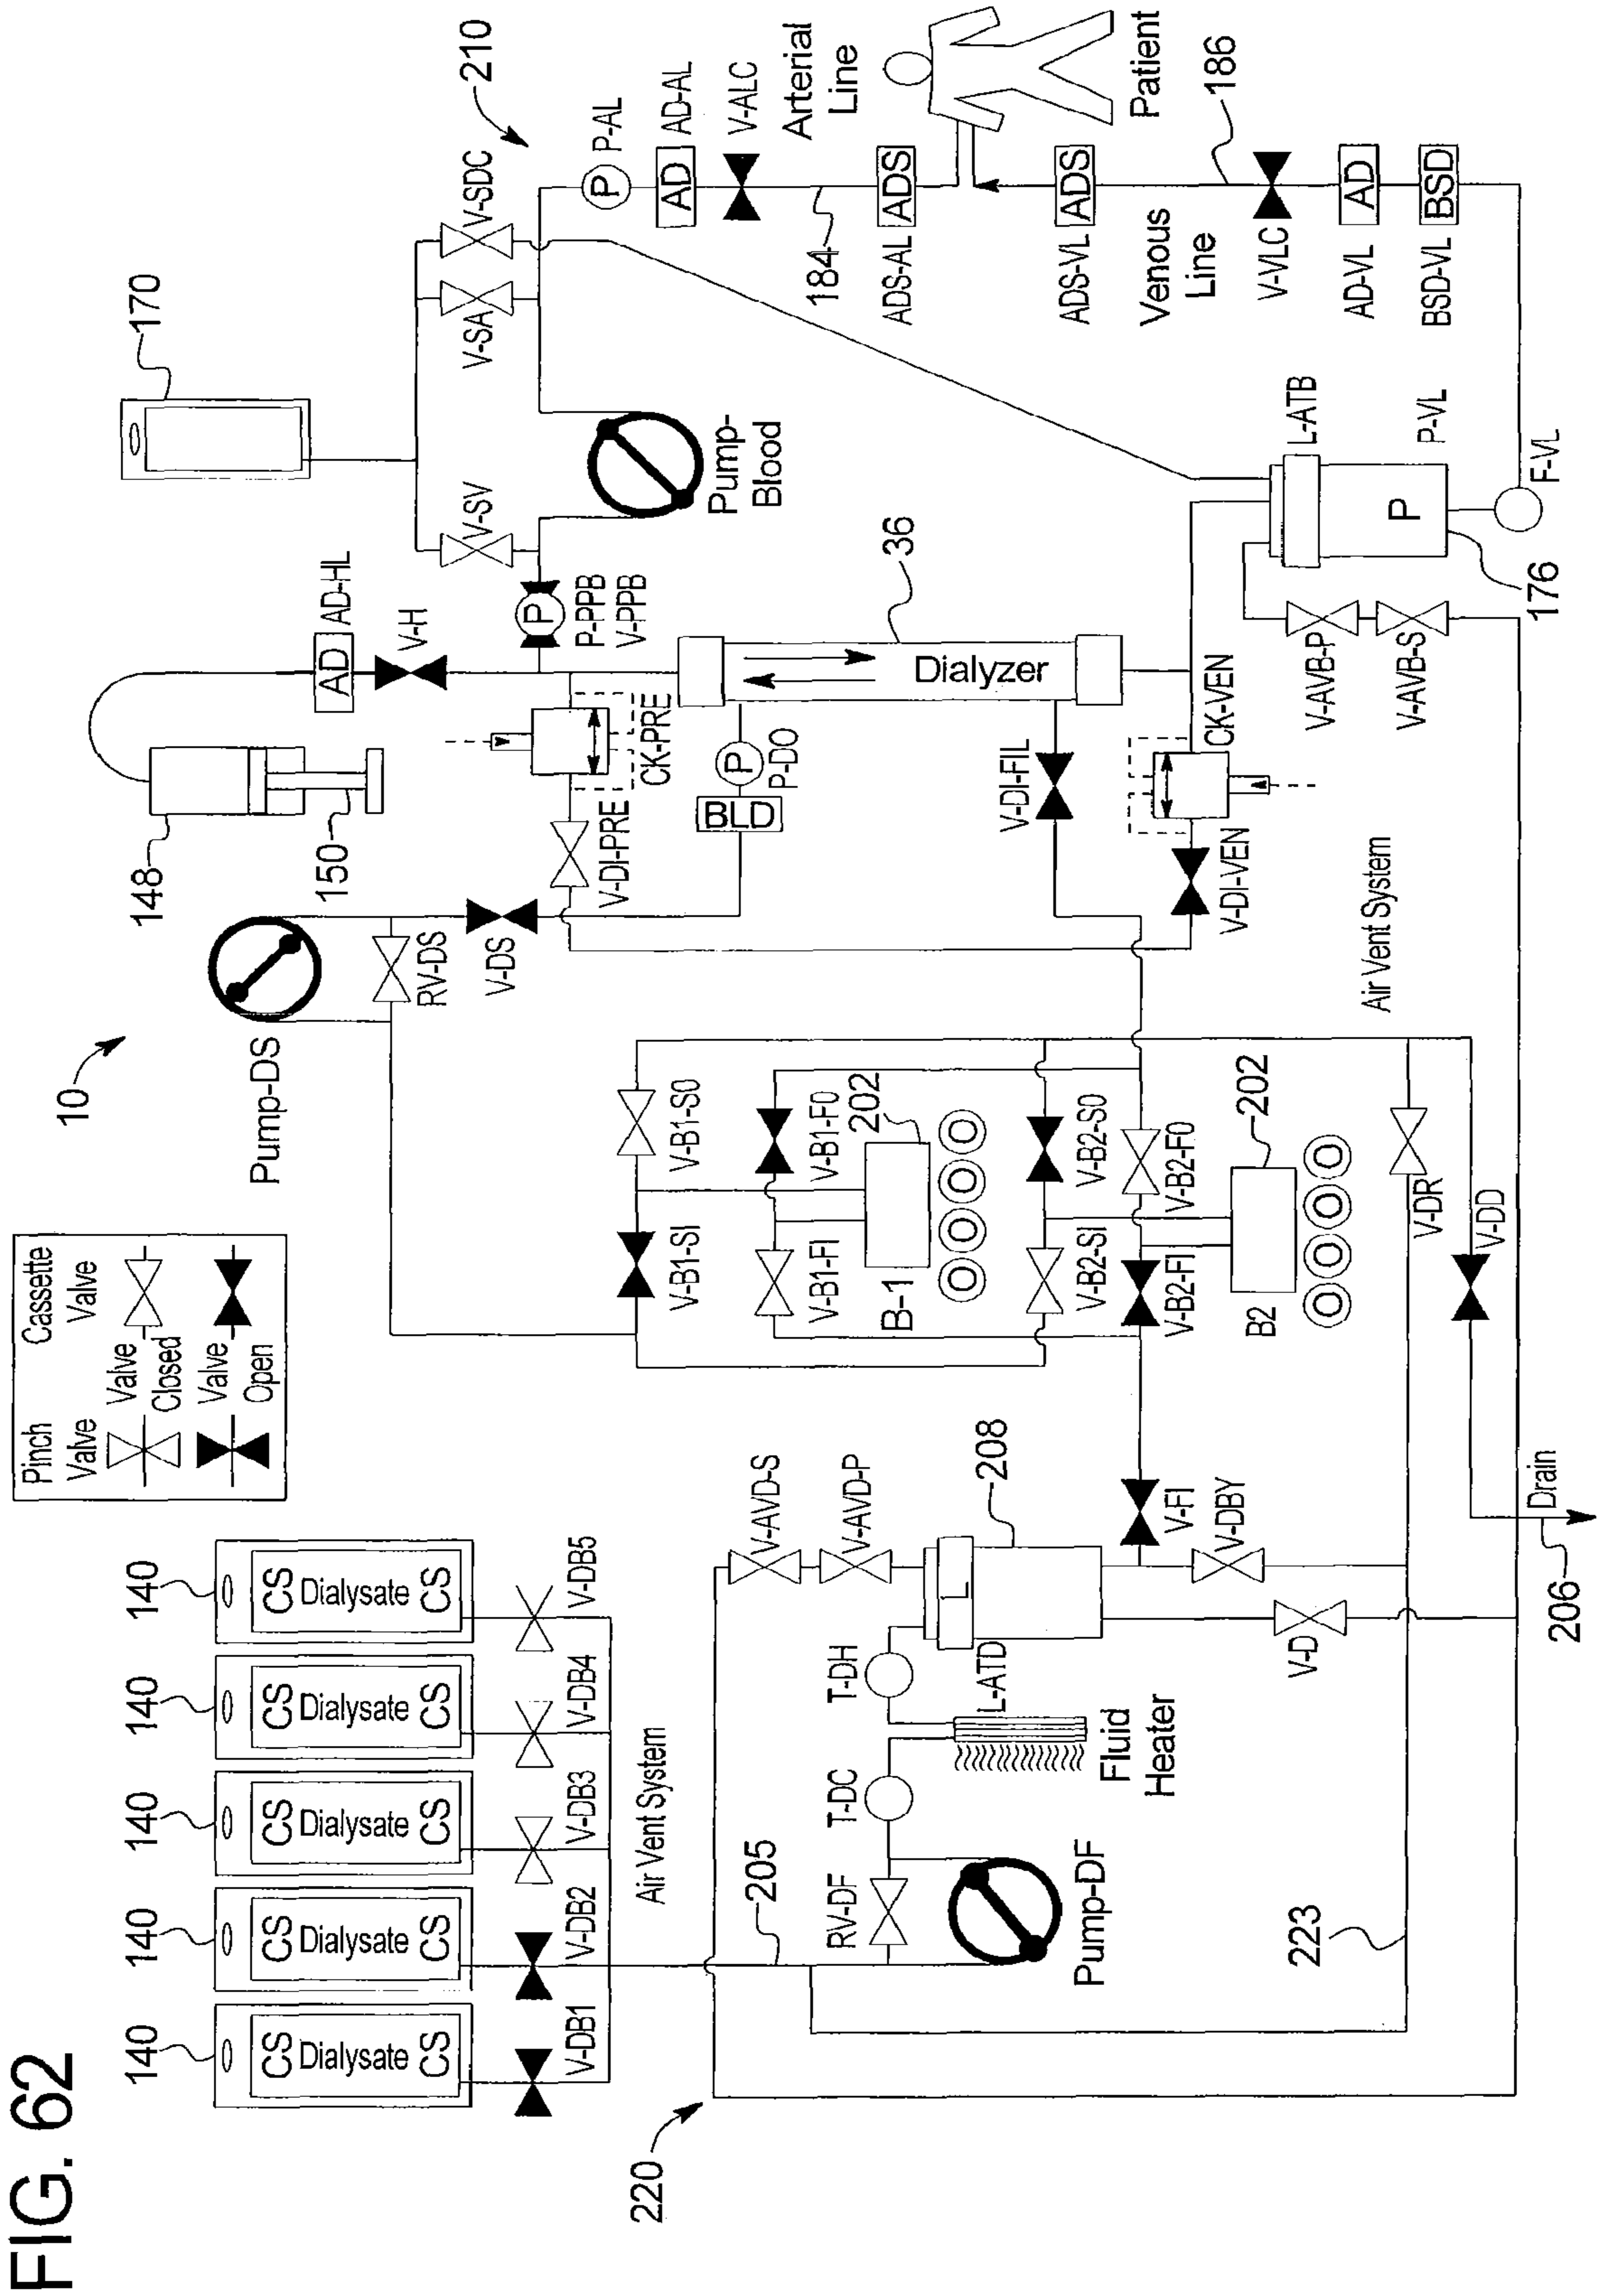 FIG. 62
10
Pinch
Valve
Cassette
Valve
Valve
Closed
Valve
Open
140
140
140
140
140
CS Dialysate CS
CS Dialysate CS
CS Dialysate CS
CS Dialysate CS
CS Dialysate CS
V-DB1
V-DB2
V-DB3
V-DB4
V-DB5
Air Vent System
220
205
RV-DF
Pump-DF
T-DC
T-DH
Fluid
Heater
L-ATD
L
208
V-AVD-S
V-AVD-P
V-FI
V-DBY
V-D
223
206
Drain
Pump-DS
RV-DS
V-DS
V-B1-SI
V-B1-S0
V-B1-FI
V-B1-F0
B-1
202
O O O O
V-B2-SI
V-B2-S0
V-B2-FI
V-B2-F0
B2
202
O O O O
V-DR
V-DD
Air Vent System
148
150
AD
AD-HL
V-H
V-DI-PRE
CK-PRE
BLD
P
P-DO
V-DI-FIL
V-DI-VEN
CK-VEN
Dialyzer
36
P
P-PPB
V-PPB
170
V-SV
V-SA
V-SDC
Pump-
Blood
210
P
P-AL
AD
AD-AL
V-ALC
Arterial
Line
184
ADS
ADS-AL
Patient
ADS
ADS-VL
Venous
Line
186
V-VLC
AD
AD-VL
BSD
BSD-VL
L-ATB
P
P-VL
F-VL
176
V-AVB-P
V-AVB-S